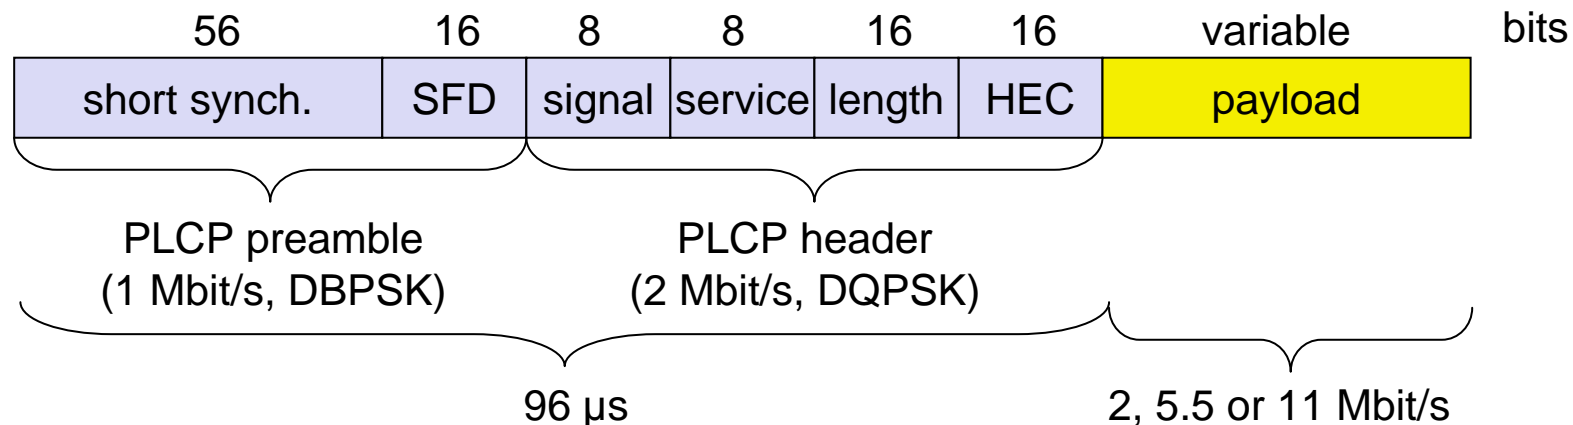 56 16 8 8 16 16 variable bits
short synch. SFD signal service length HEC payload
PLCP preamble PLCP header
(1 Mbit/s, DBPSK) (2 Mbit/s, DQPSK)
96 µs 2, 5.5 or 11 Mbit/s